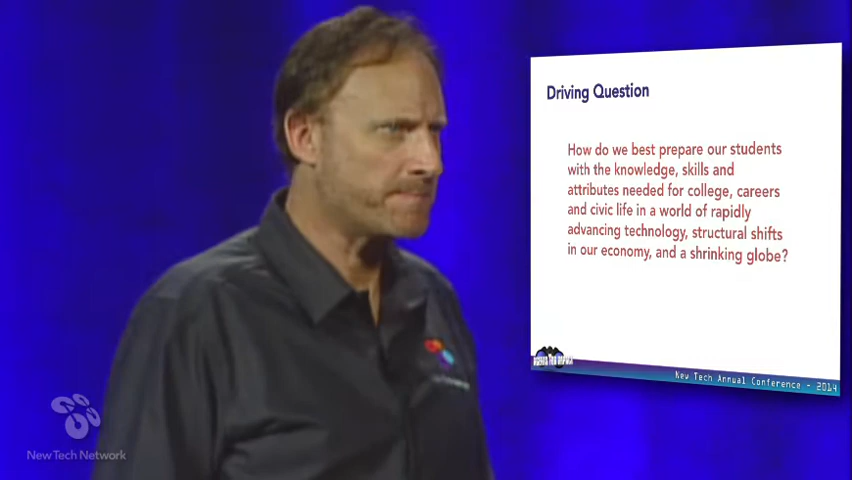 Driving Question
How do we best prepare our students
with the knowledge, skills and
attributes needed for college, careers
and civic life in a world of rapidly
advancing technology, structural shifts
in our economy, and a shrinking globe?
New Tech Annual Conference - 2014
New Tech Network